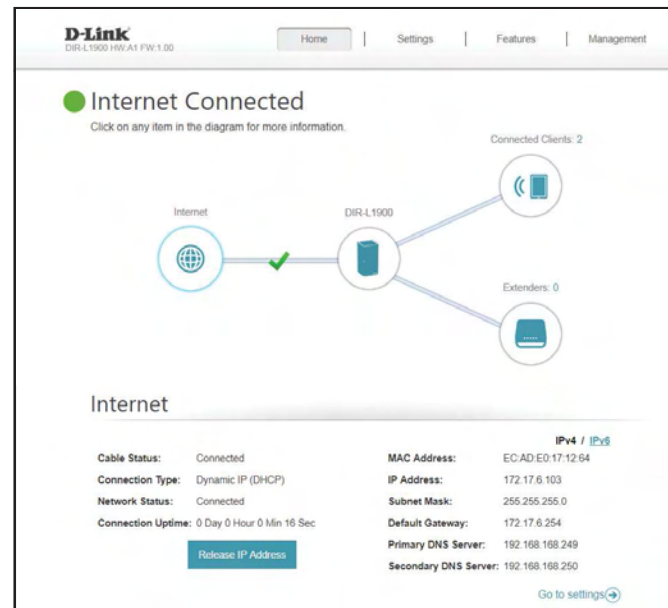 D-Link
DIR-L1900 HW:A1 FW:1.00
Home | Settings | Features | Management
Internet Connected
Click on any item in the diagram for more information.
Connected Clients: 2
Internet
DIR-L1900
Extenders: 0
Internet
IPv4 / IPv6
Cable Status: Connected
Connection Type: Dynamic IP (DHCP)
Network Status: Connected
Connection Uptime: 0 Day 0 Hour 0 Min 16 Sec
Release IP Address
MAC Address: EC:AD:E0:17:12:64
IP Address: 172.17.6.103
Subnet Mask: 255.255.255.0
Default Gateway: 172.17.6.254
Primary DNS Server: 192.168.168.249
Secondary DNS Server: 192.168.168.250
Go to settings